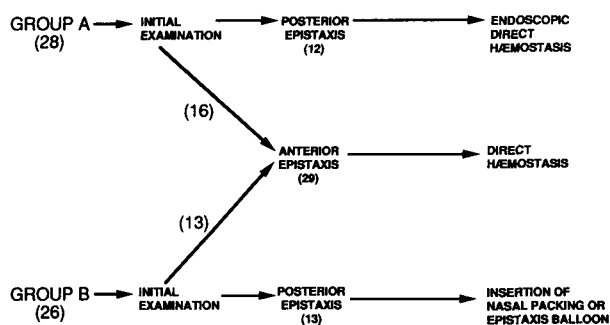 GROUP A
(28)
INITIAL
EXAMINATION
POSTERIOR
EPISTAXIS
(12)
ENDOSCOPIC
DIRECT
HÆMOSTASIS
(16)
ANTERIOR
EPISTAXIS
(29)
DIRECT
HÆMOSTASIS
(13)
GROUP B
(26)
INITIAL
EXAMINATION
POSTERIOR
EPISTAXIS
(13)
INSERTION OF
NASAL PACKING OR
EPISTAXIS BALLOON